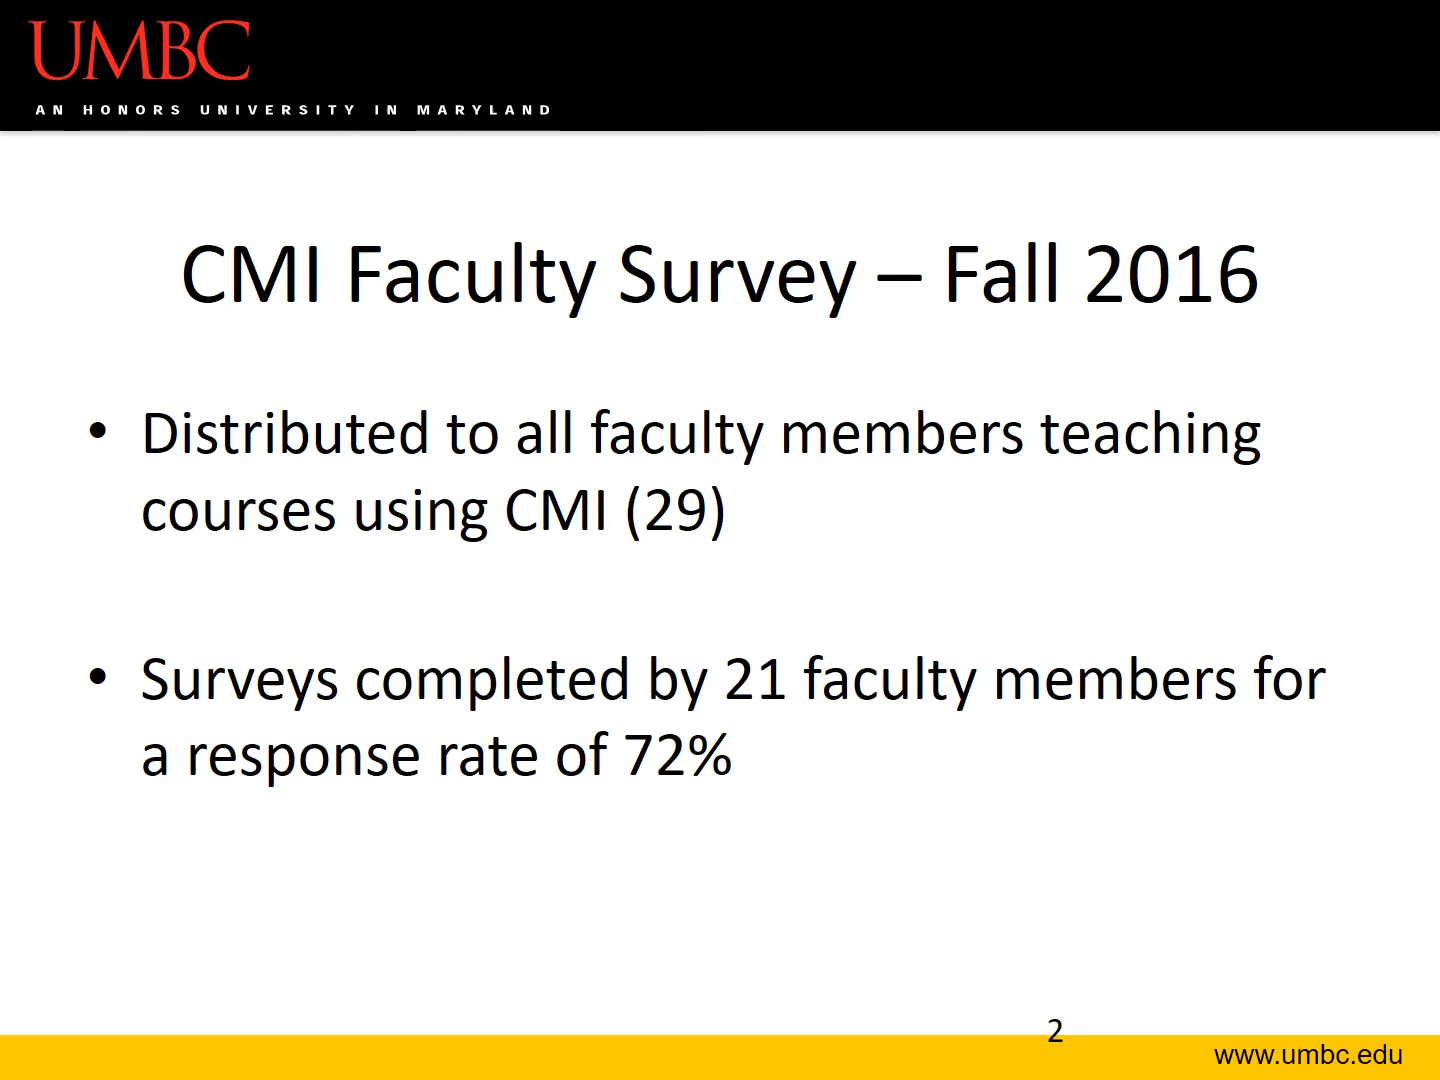 UMBC
AN HONORS UNIVERSITY IN MARYLAND
CMI Faculty Survey – Fall 2016
• Distributed to all faculty members teaching
courses using CMI (29)
• Surveys completed by 21 faculty members for
a response rate of 72%
2
www.umbc.edu